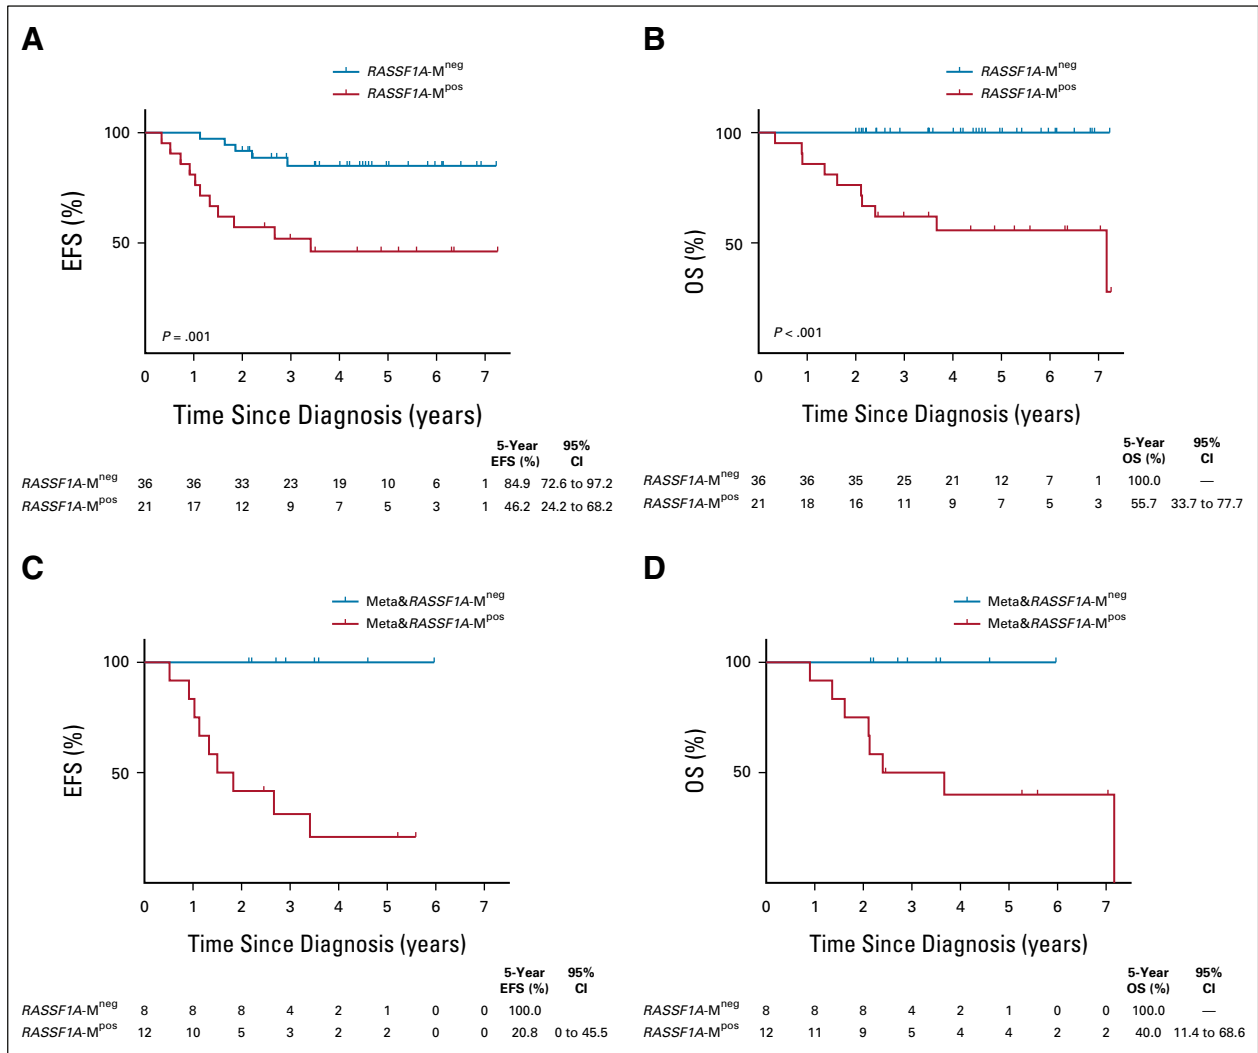 A
RASSF1A-Mneg
RASSF1A-Mpos
100
50
EFS (%)
P = .001
0 1 2 3 4 5 6 7
Time Since Diagnosis (years)
5-Year 95%
EFS (%) CI
RASSF1A-Mneg 36 36 33 23 19 10 6 1 84.9 72.6 to 97.2
RASSF1A-Mpos 21 17 12 9 7 5 3 1 46.2 24.2 to 68.2
B
RASSF1A-Mneg
RASSF1A-Mpos
100
50
OS (%)
P < .001
0 1 2 3 4 5 6 7
Time Since Diagnosis (years)
5-Year 95%
OS (%) CI
RASSF1A-Mneg 36 36 35 25 21 12 7 1 100.0 —
RASSF1A-Mpos 21 18 16 11 9 7 5 3 55.7 33.7 to 77.7
C
Meta&RASSF1A-Mneg
Meta&RASSF1A-Mpos
100
50
EFS (%)
0 1 2 3 4 5 6 7
Time Since Diagnosis (years)
5-Year 95%
EFS (%) CI
RASSF1A-Mneg 8 8 8 4 2 1 0 0 100.0
RASSF1A-Mpos 12 10 5 3 2 2 0 0 20.8 0 to 45.5
D
Meta&RASSF1A-Mneg
Meta&RASSF1A-Mpos
100
50
OS (%)
0 1 2 3 4 5 6 7
Time Since Diagnosis (years)
5-Year 95%
OS (%) CI
RASSF1A-Mneg 8 8 8 4 2 1 0 0 100.0 —
RASSF1A-Mpos 12 11 9 5 4 4 2 2 40.0 11.4 to 68.6